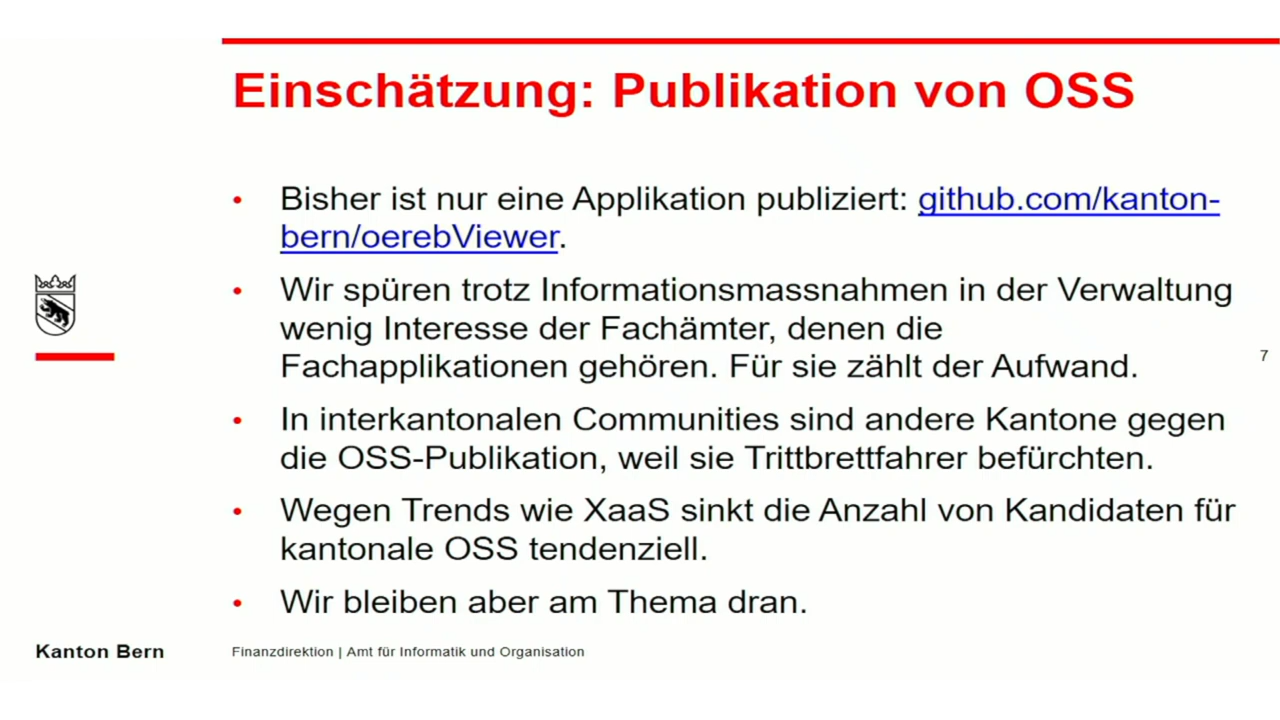 Einschätzung: Publikation von OSS
• Bisher ist nur eine Applikation publiziert: github.com/kanton-
bern/oerebViewer.
• Wir spüren trotz Informationsmassnahmen in der Verwaltung
wenig Interesse der Fachämter, denen die
Fachapplikationen gehören. Für sie zählt der Aufwand.
7
• In interkantonalen Communities sind andere Kantone gegen
die OSS-Publikation, weil sie Trittbrettfahrer befürchten.
• Wegen Trends wie XaaS sinkt die Anzahl von Kandidaten für
kantonale OSS tendenziell.
• Wir bleiben aber am Thema dran.
Kanton Bern
Finanzdirektion | Amt für Informatik und Organisation